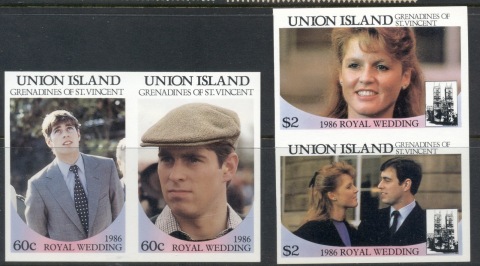 UNION ISLAND
GRENADINES OF ST. VINCENT
60c
1986
ROYAL WEDDING
UNION ISLAND
GRENADINES OF ST. VINCENT
60c
1986
ROYAL WEDDING
UNION ISLAND
GRENADINES OF
ST. VINCENT
$2
1986 ROYAL WEDDING
UNION ISLAND
GRENADINES OF
ST. VINCENT
$2
1986 ROYAL WEDDING